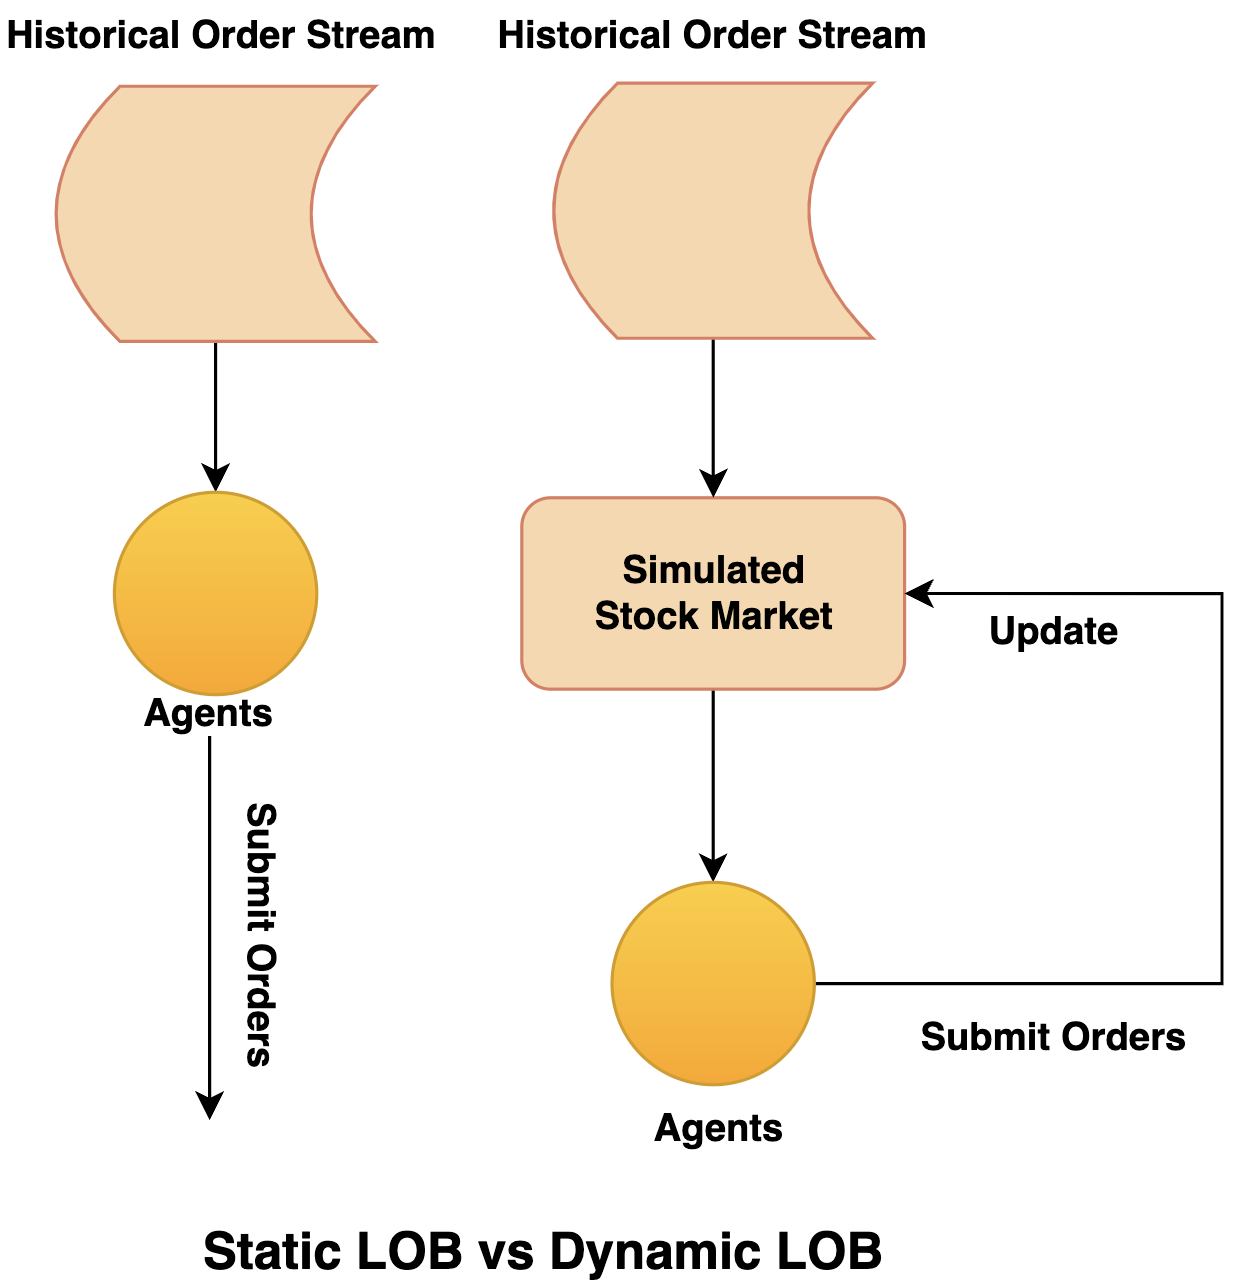 Historical Order Stream
Agents
Submit Orders
Historical Order Stream
Simulated
Stock Market
Update
Submit Orders
Agents
Static LOB vs Dynamic LOB